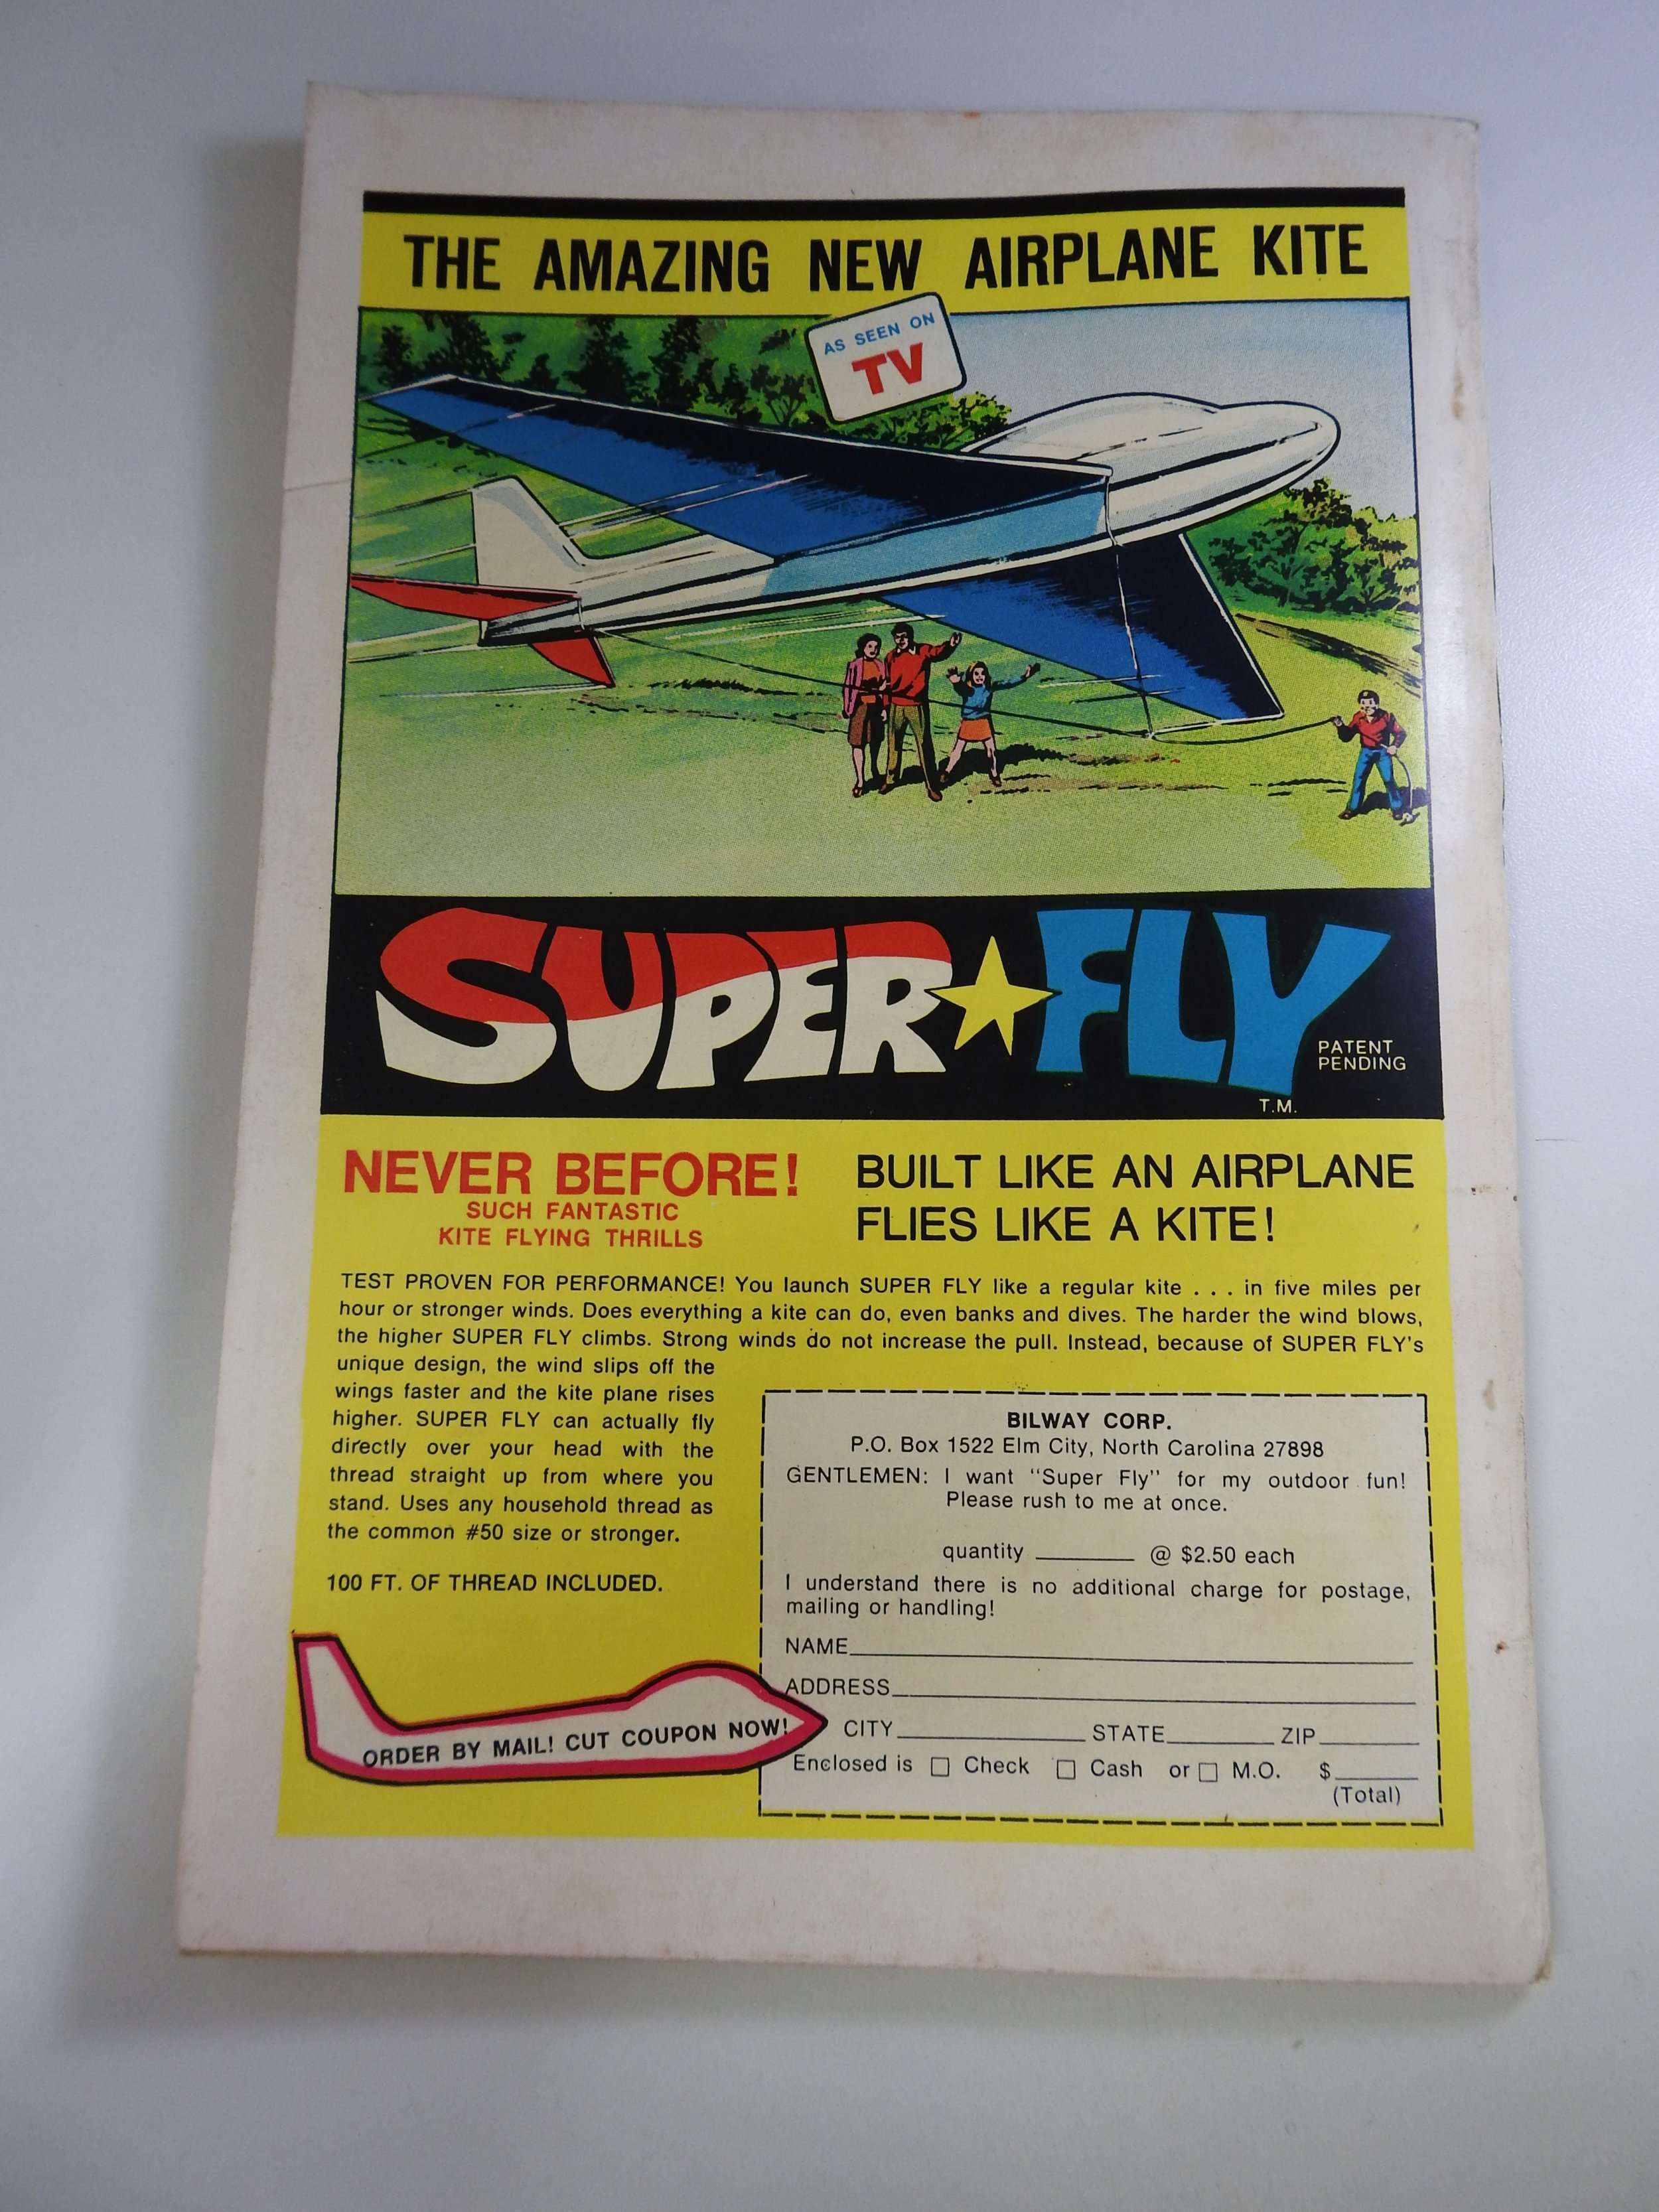 THE AMAZING NEW AIRPLANE KITE
AS SEEN ON
TV
SUPER FLY
PATENT
PENDING
T.M.
NEVER BEFORE!
SUCH FANTASTIC
KITE FLYING THRILLS
BUILT LIKE AN AIRPLANE
FLIES LIKE A KITE!
TEST PROVEN FOR PERFORMANCE! You launch SUPER FLY like a regular kite . . . in five miles per
hour or stronger winds. Does everything a kite can do, even banks and dives. The harder the wind blows,
the higher SUPER FLY climbs. Strong winds do not increase the pull. Instead, because of SUPER FLY'S
unique design, the wind slips off the
wings faster and the kite plane rises
higher. SUPER FLY can actually fly
directly over your head with the
thread straight up from where you
stand. Uses any household thread as
the common #50 size or stronger.
100 FT. OF THREAD INCLUDED.
ORDER BY MAIL! CUT COUPON NOW!
BILWAY CORP.
P.O. Box 1522 Elm City, North Carolina 27898
GENTLEMEN: I want "Super Fly" for my outdoor fun!
Please rush to me at once.
quantity ________ @ $2.50 each
I understand there is no additional charge for postage,
mailing or handling!
NAME
ADDRESS
CITY STATE ZIP
Enclosed is □ Check □ Cash or □ M.O. $
(Total)